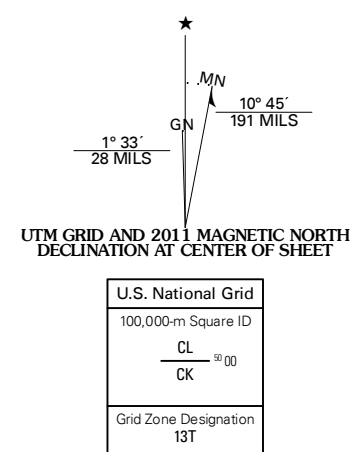 ★
MN
GN
10° 45´
191 MILS
1° 33´
28 MILS
UTM GRID AND 2011 MAGNETIC NORTH
DECLINATION AT CENTER OF SHEET
U.S. National Grid
100,000-m Square ID
CL
50 00
CK
Grid Zone Designation
13T